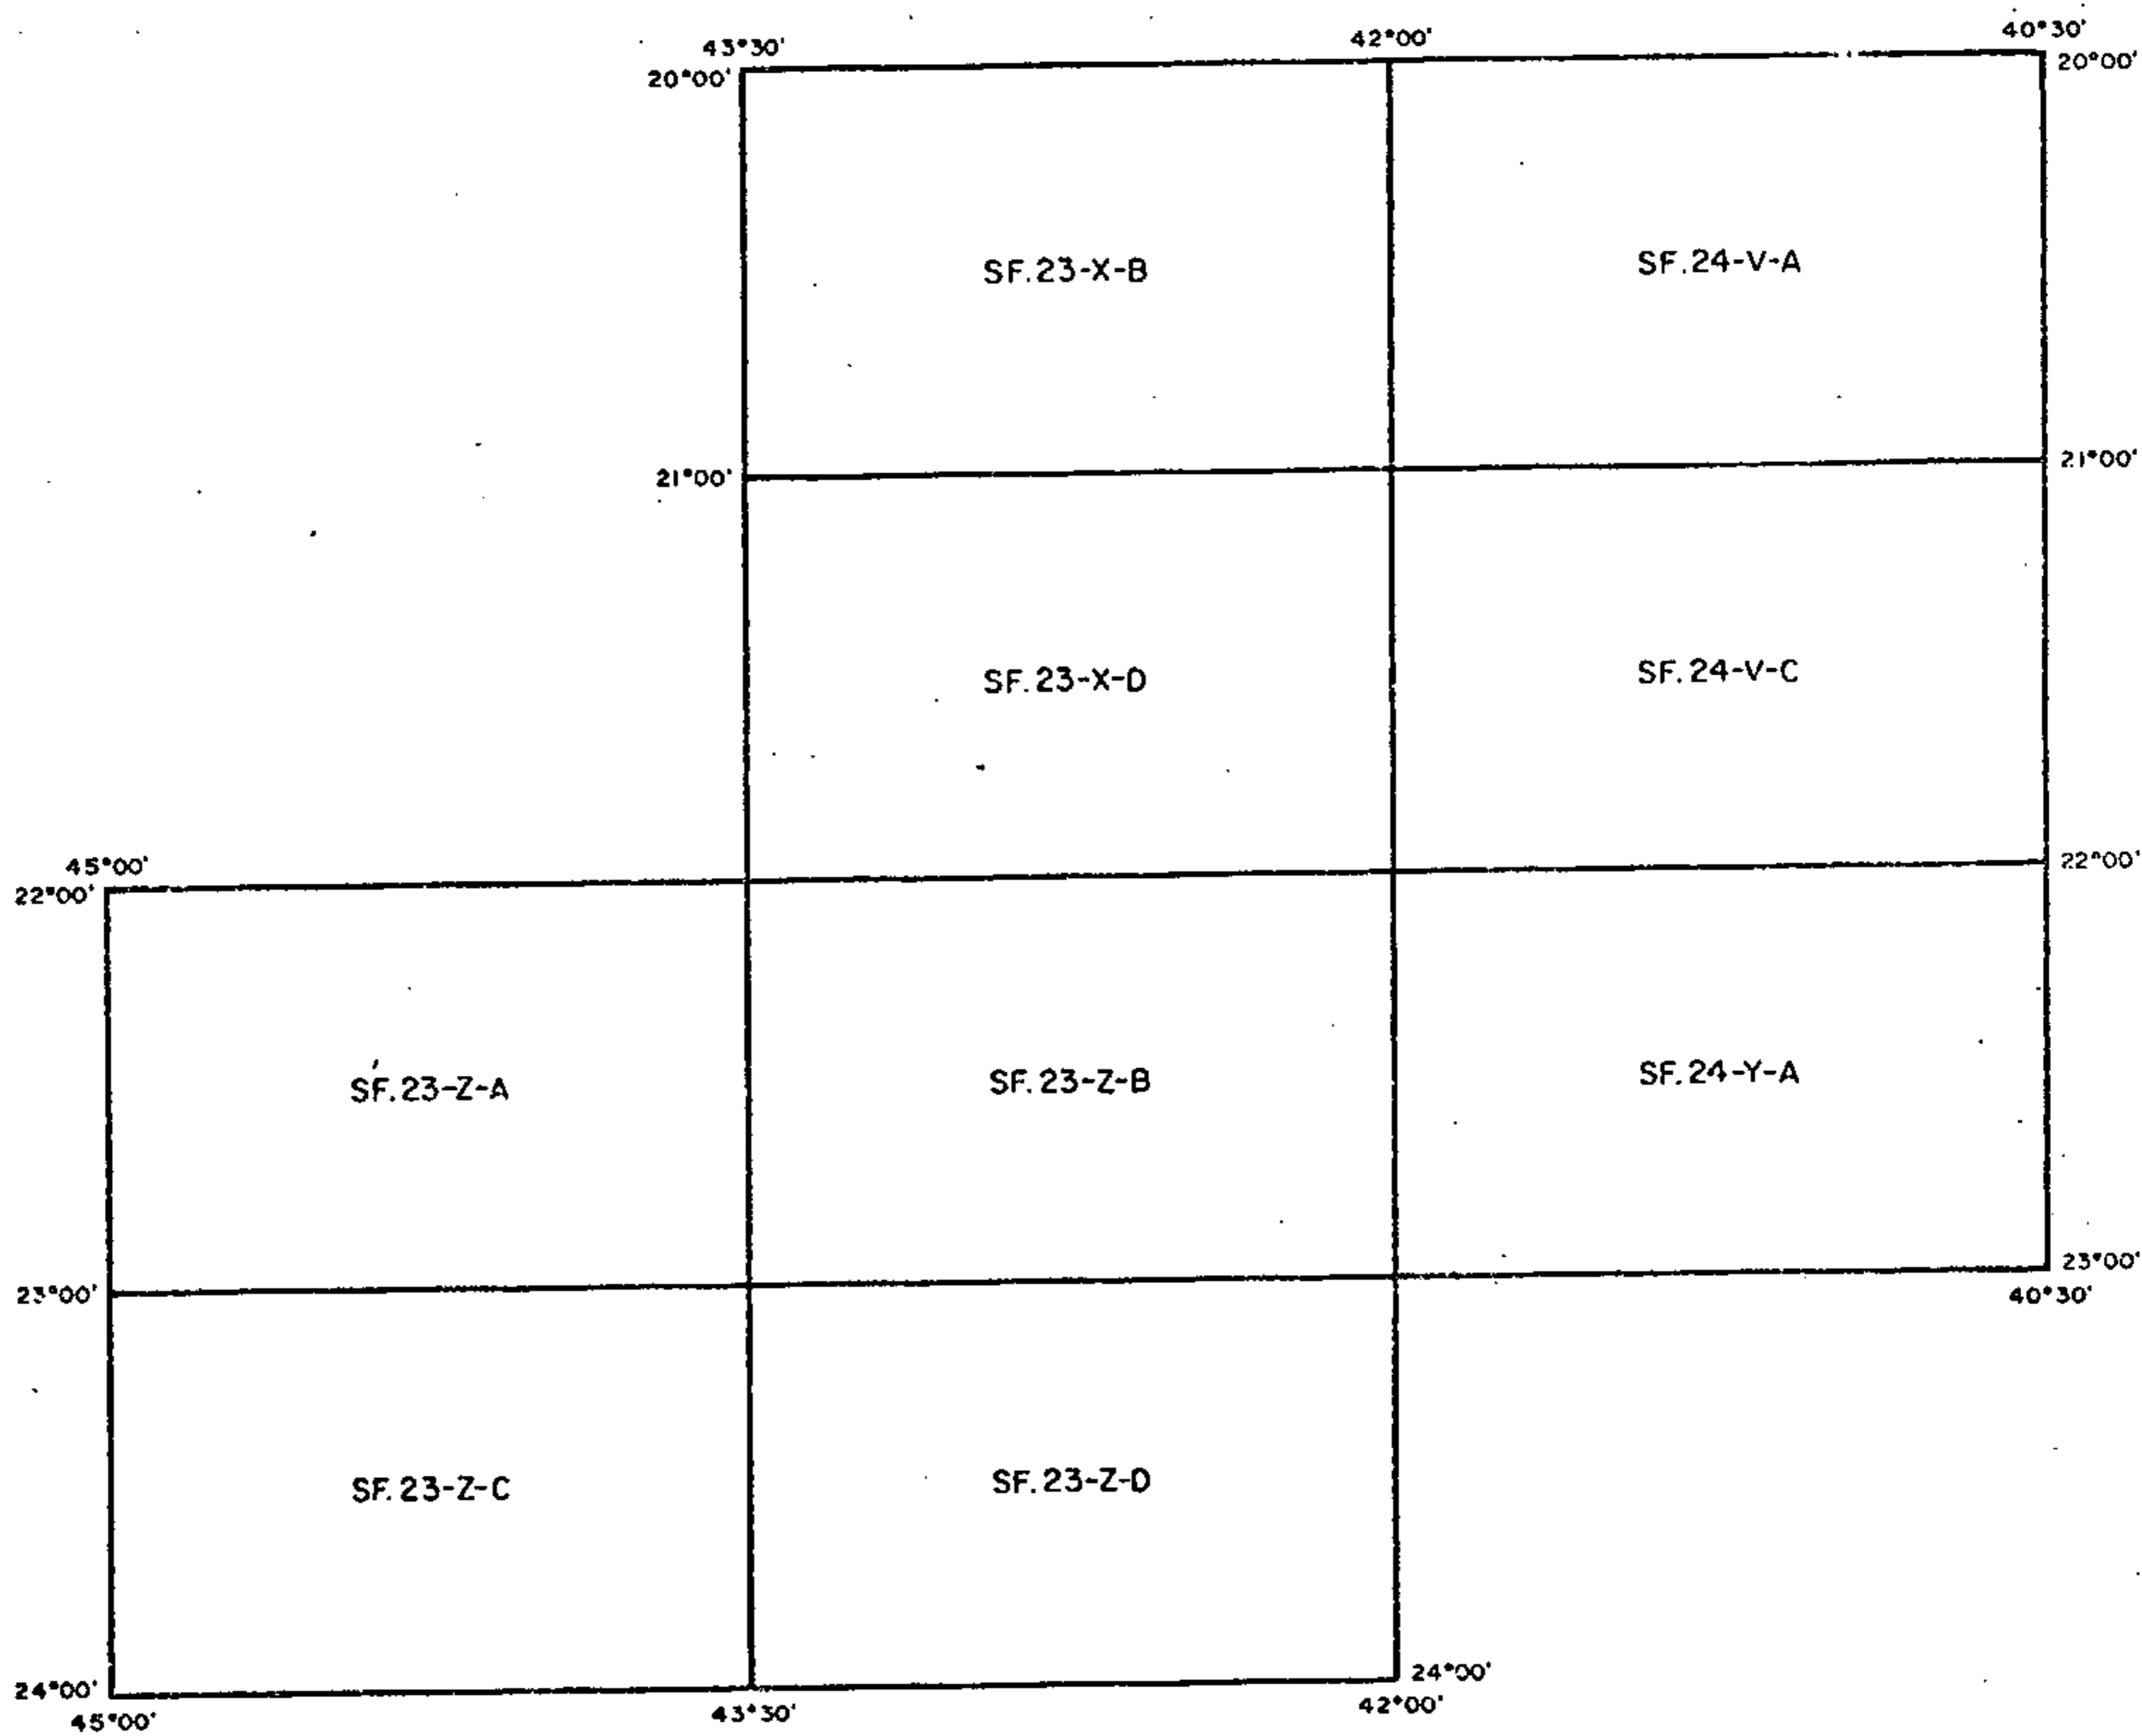 43°30'
42°00'
40°30'
20°00'
20°00'
SF.23-X-B
SF.24-V-A
21°00'
21°00'
SF.23-X-D
SF.24-V-C
45°00'
22°00'
22°00'
SF.23-Z-A
SF.23-Z-B
SF.24-Y-A
23°00'
23°00'
40°30'
SF.23-Z-C
SF.23-Z-D
24°00'
24°00'
45°00'
43°30'
42°00'